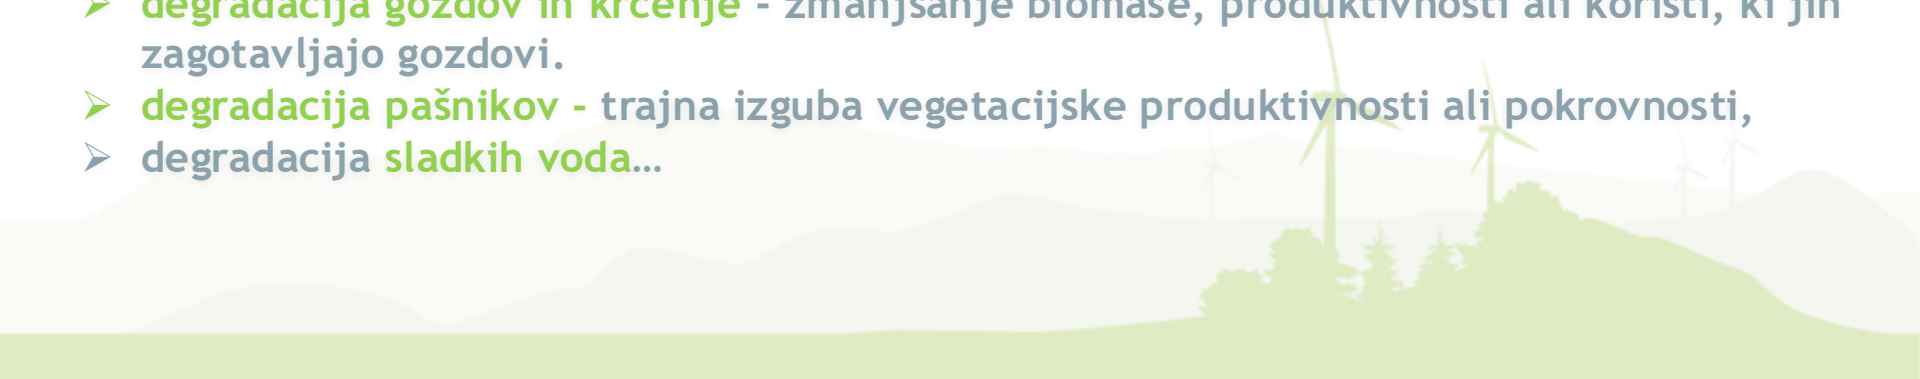 ➢ degradacija gozdov in krčenje - zmanjšanje biomase, produktivnosti ali koristi, ki jih
zagotavljajo gozdovi.
➢ degradacija pašnikov - trajna izguba vegetacijske produktivnosti ali pokrovnosti,
➢ degradacija sladkih voda…